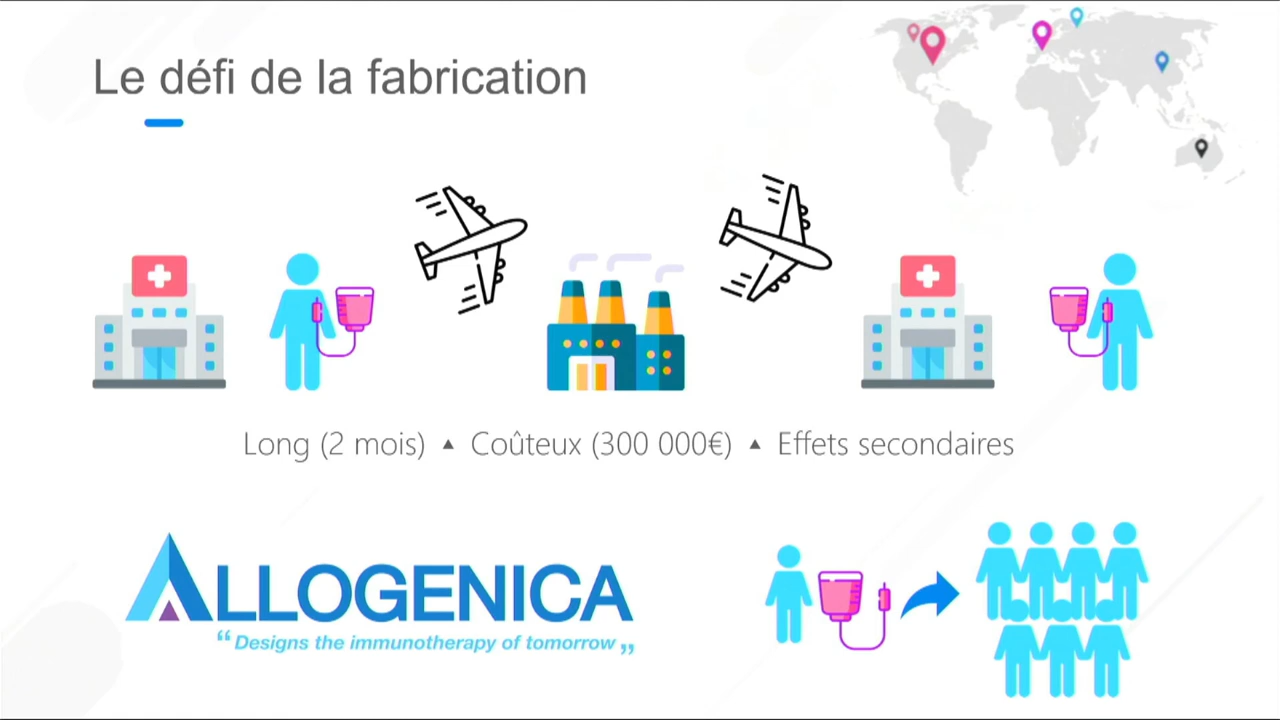 Le défi de la fabrication
Long (2 mois) ▲ Coûteux (300 000€) ▲ Effets secondaires
ALLOGENICA
“Designs the immunotherapy of tomorrow„